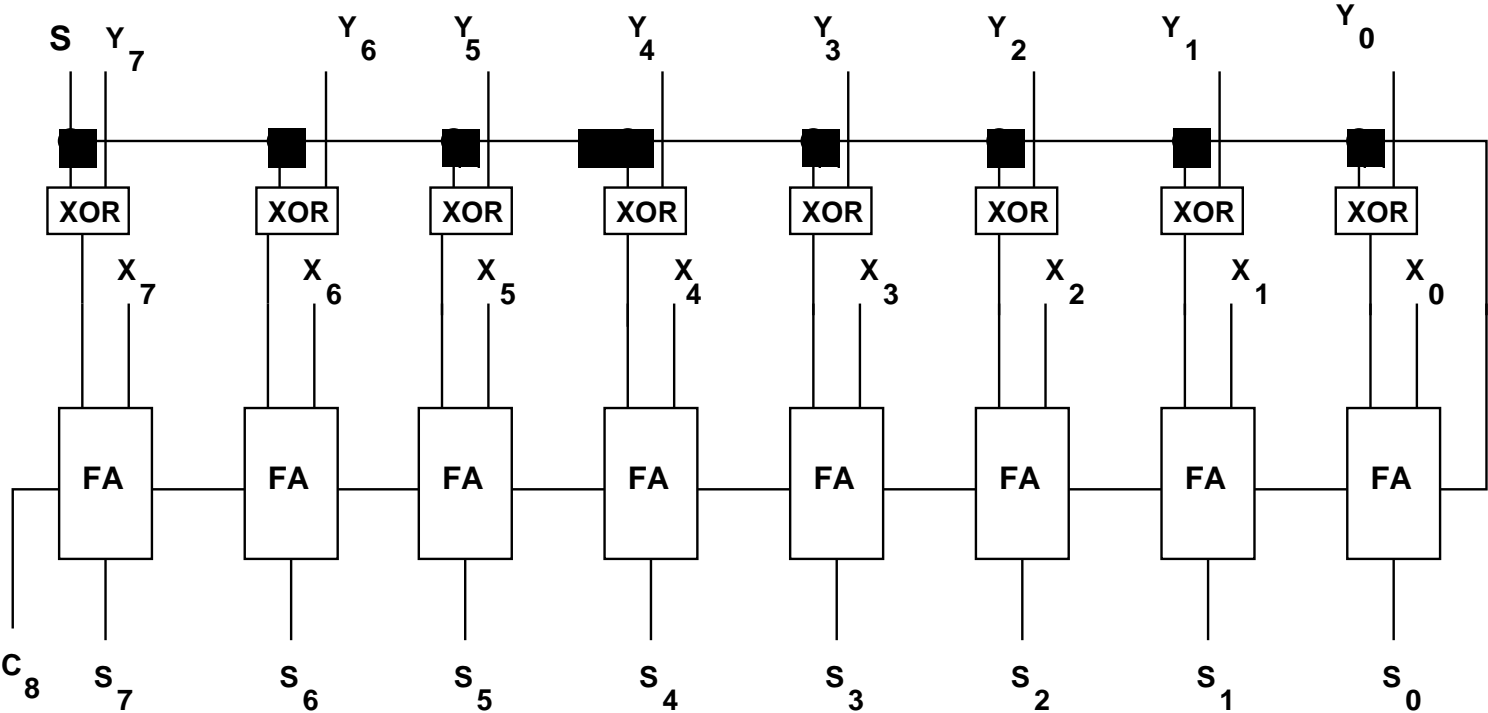 S Y7 Y6 Y5 Y4 Y3 Y2 Y1 Y0
XOR XOR XOR XOR XOR XOR XOR XOR
X7 X6 X5 X4 X3 X2 X1 X0
FA FA FA FA FA FA FA FA
C8 S7 S6 S5 S4 S3 S2 S1 S0